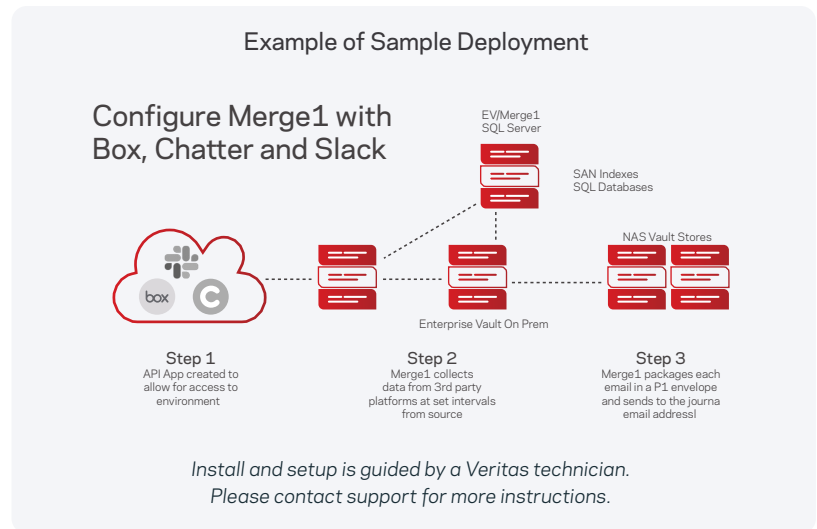 Example of Sample Deployment
Configure Merge1 with
Box, Chatter and Slack
EV/Merge1
SQL Server
SAN Indexes
SQL Databases
NAS Vault Stores
box
C
Enterprise Vault On Prem
Step 1
API App created to
allow for access to
environment
Step 2
Merge1 collects
data from 3rd party
platforms at set intervals
from source
Step 3
Merge1 packages each
email in a P1 envelope
and sends to the journa
email addressl
Install and setup is guided by a Veritas technician.
Please contact support for more instructions.